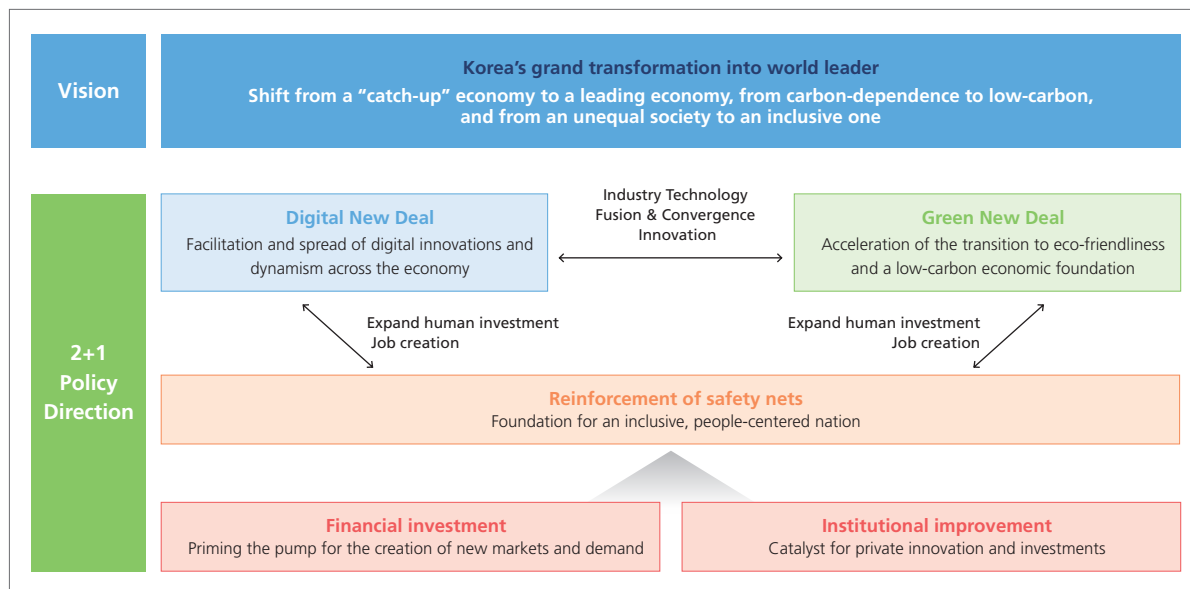 Vision
Korea's grand transformation into world leader
Shift from a "catch-up" economy to a leading economy, from carbon-dependence to low-carbon,
and from an unequal society to an inclusive one
2+1
Policy
Direction
Digital New Deal
Facilitation and spread of digital innovations and
dynamism across the economy
Industry Technology
Fusion & Convergence
Innovation
Green New Deal
Acceleration of the transition to eco-friendliness
and a low-carbon economic foundation
Expand human investment
Job creation
Expand human investment
Job creation
Reinforcement of safety nets
Foundation for an inclusive, people-centered nation
Financial investment
Priming the pump for the creation of new markets and demand
Institutional improvement
Catalyst for private innovation and investments